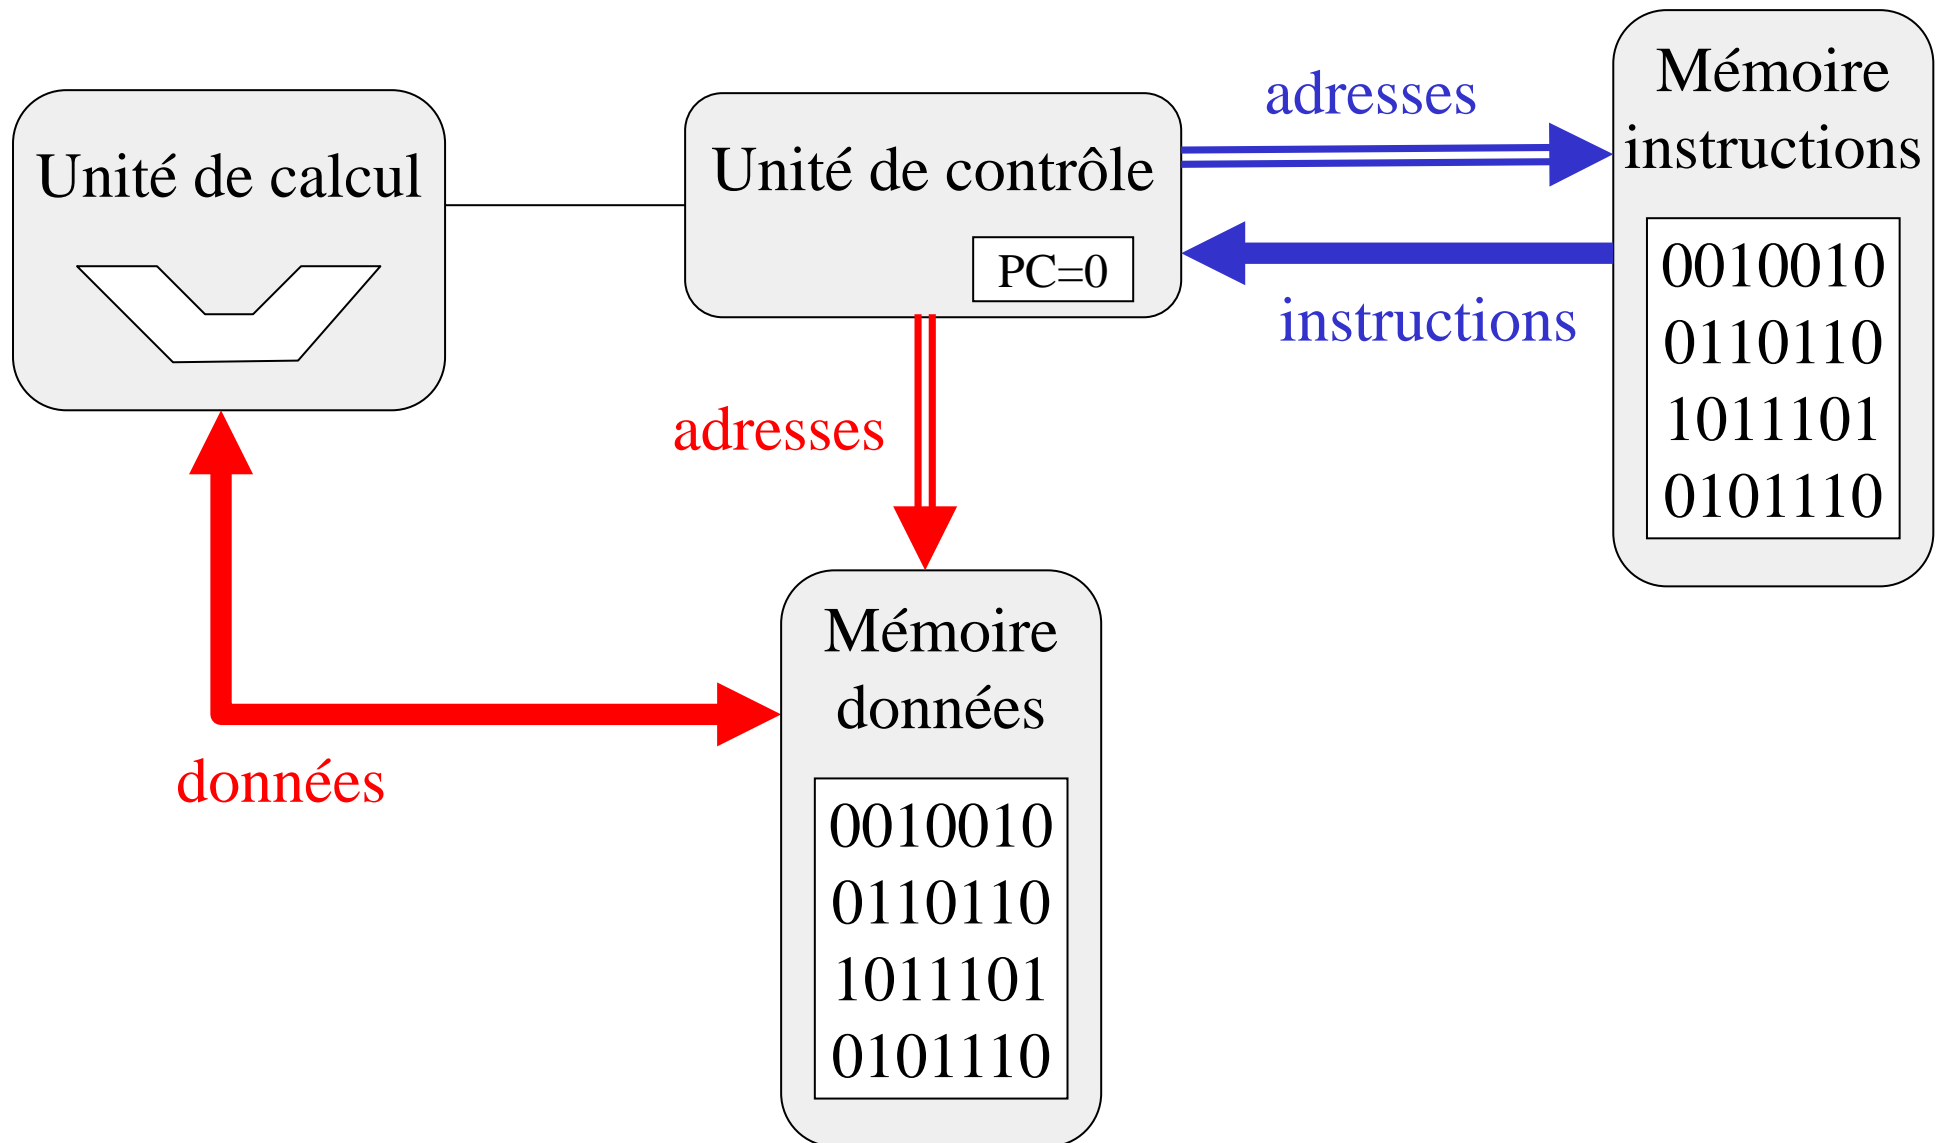 Unité de calcul
Unité de contrôle
PC=0
adresses
instructions
Mémoire
instructions
0010010
0110110
1011101
0101110
adresses
données
Mémoire
données
0010010
0110110
1011101
0101110